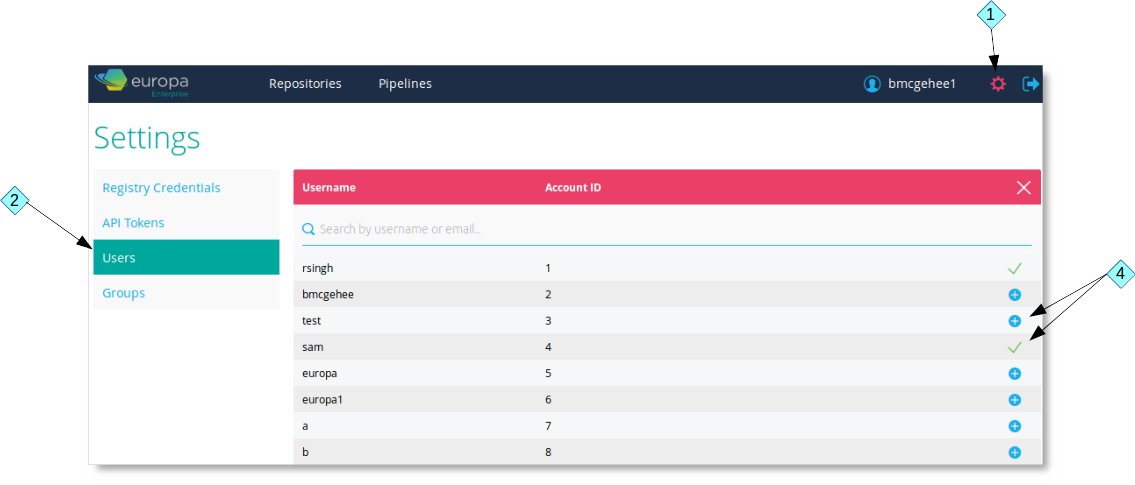 1
europa
Enterprise
Repositories Pipelines bmcgehee1
Settings
2
Registry Credentials
API Tokens
Users
Groups
Username Account ID
Search by username or email..
rsingh 1
bmcgehee 2
test 3
sam 4
europa 5
europa1 6
a 7
b 8
4